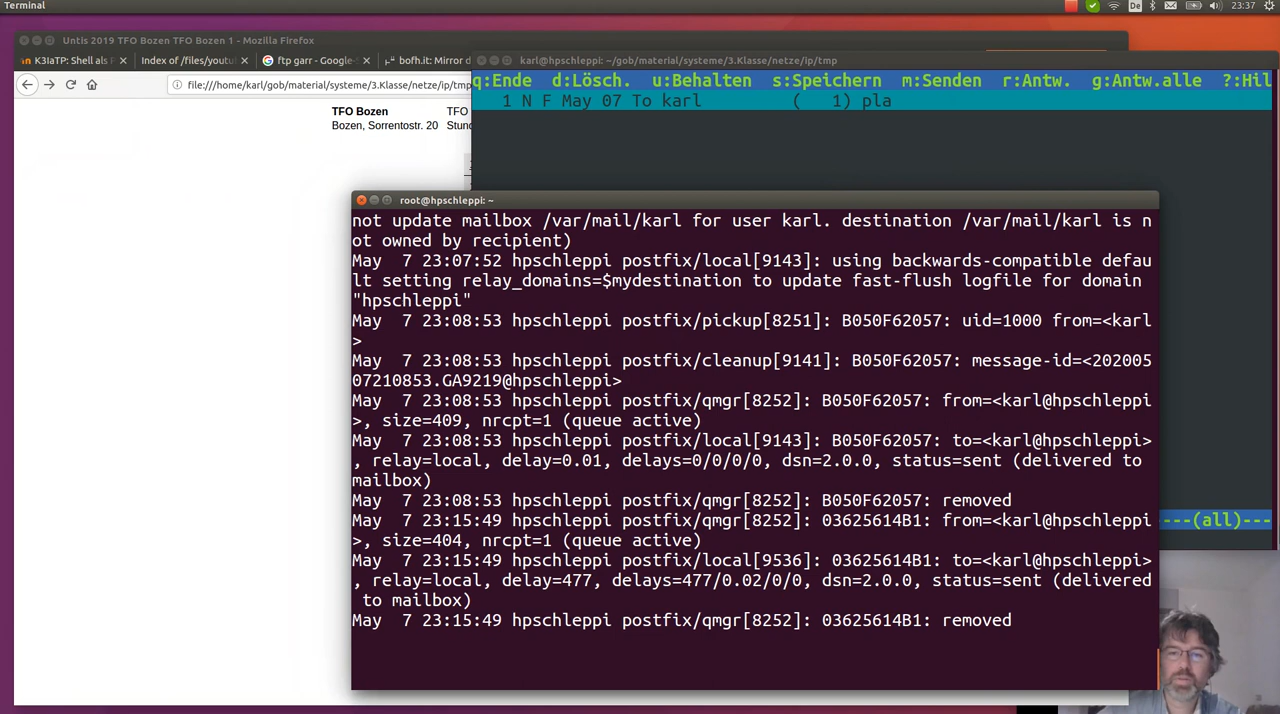 Terminal
De
23:37
Untis 2019 TFO Bozen TFO Bozen 1 - Mozilla Firefox
K3IaTP: Shell als F
Index of /files/youtu
ftp garr - Google-S
bofh.it: Mirror d
file:///home/karl/gob/material/systeme/3.Klasse/netze/ip/tmp
TFO Bozen
TFO
Bozen, Sorrentostr. 20
karl@hpschleppi: ~/gob/material/systeme/3.Klasse/netze/ip/tmp
q:Ende d:Lösch. u:Behalten s:Speichern m:Senden r:Antw. g:Antw.alle ?:Hil
1 N F May 07 To karl ( 1) pla
---(all)---
root@hpschleppi: ~
not update mailbox /var/mail/karl for user karl. destination /var/mail/karl is n
ot owned by recipient)
May 7 23:07:52 hpschleppi postfix/local[9143]: using backwards-compatible defau
lt setting relay_domains=$mydestination to update fast-flush logfile for domain
"hpschleppi"
May 7 23:08:53 hpschleppi postfix/pickup[8251]: B050F62057: uid=1000 from=<karl
>
May 7 23:08:53 hpschleppi postfix/cleanup[9141]: B050F62057: message-id=<202005
07210853.GA9219@hpschleppi>
May 7 23:08:53 hpschleppi postfix/qmgr[8252]: B050F62057: from=<karl@hpschleppi
>, size=409, nrcpt=1 (queue active)
May 7 23:08:53 hpschleppi postfix/local[9143]: B050F62057: to=<karl@hpschleppi>
, relay=local, delay=0.01, delays=0/0/0/0, dsn=2.0.0, status=sent (delivered to
mailbox)
May 7 23:08:53 hpschleppi postfix/qmgr[8252]: B050F62057: removed
May 7 23:15:49 hpschleppi postfix/qmgr[8252]: 03625614B1: from=<karl@hpschleppi
>, size=404, nrcpt=1 (queue active)
May 7 23:15:49 hpschleppi postfix/local[9536]: 03625614B1: to=<karl@hpschleppi>
, relay=local, delay=477, delays=477/0.02/0/0, dsn=2.0.0, status=sent (delivered
to mailbox)
May 7 23:15:49 hpschleppi postfix/qmgr[8252]: 03625614B1: removed